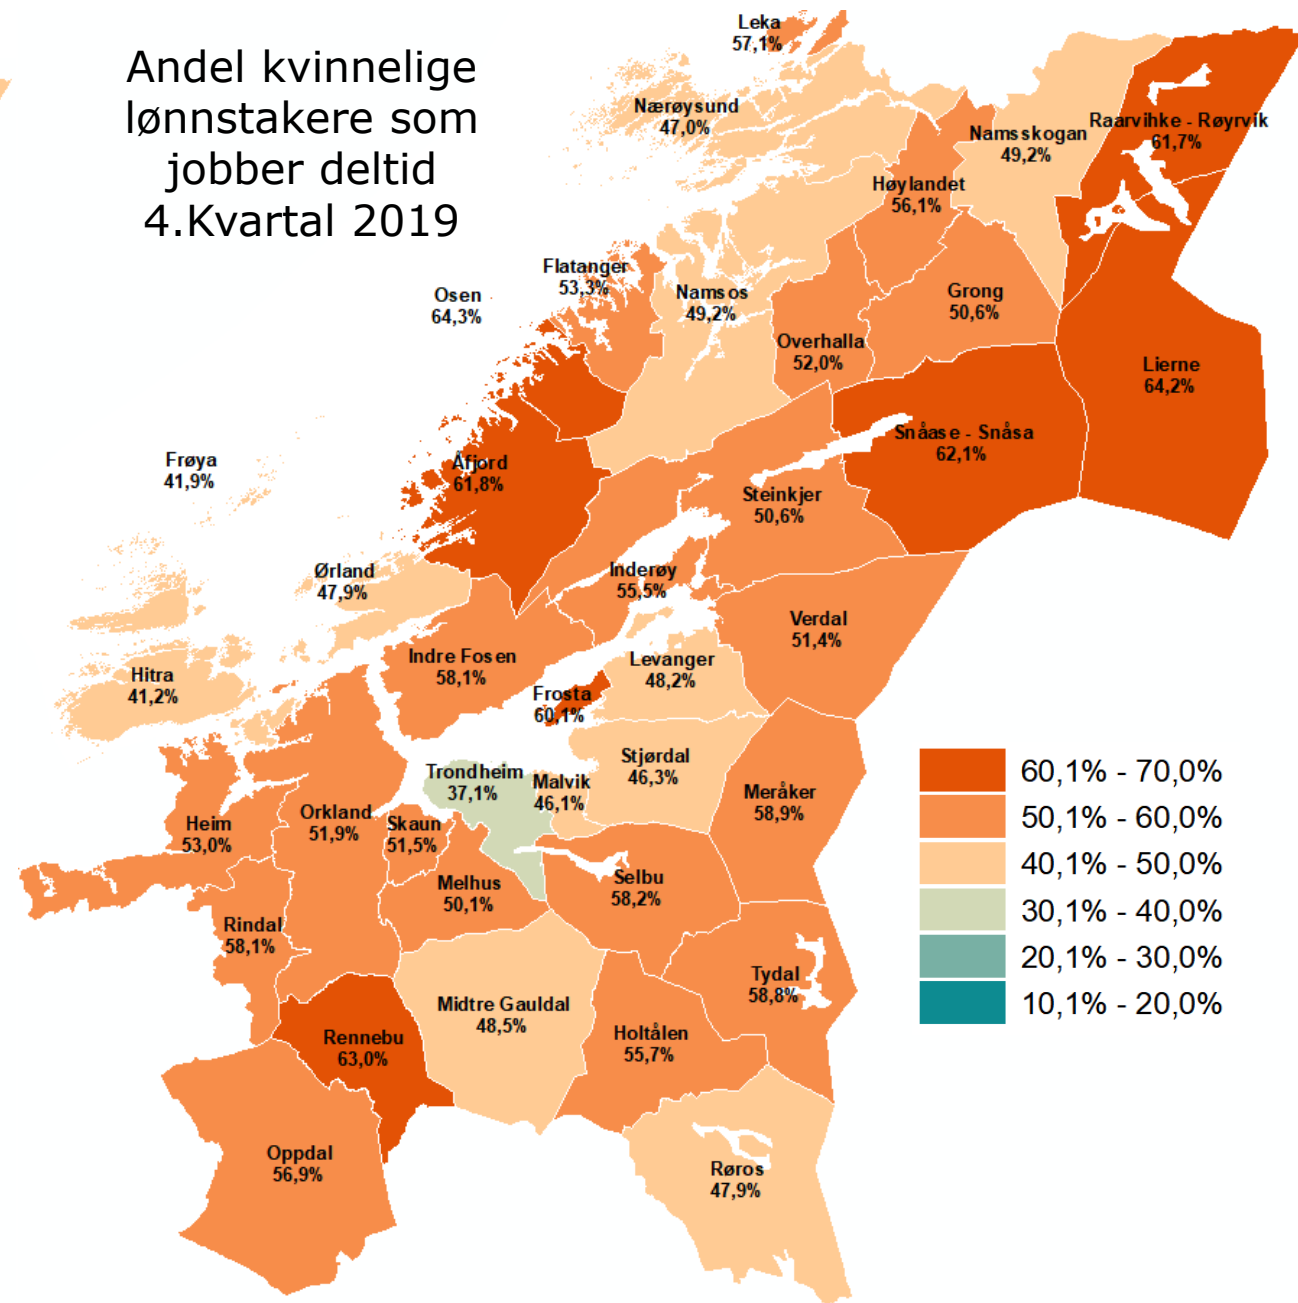 Andel kvinnelige
lønnstakere som
jobber deltid
4.Kvartal 2019
Leka
57,1%
Nærøysund
47,0%
Namsskogan
49,2%
Raarvihke - Røyrvik
61,7%
Høylandet
56,1%
Flatanger
53,3%
Osen
64,3%
Namsos
49,2%
Grong
50,6%
Overhalla
52,0%
Lierne
64,2%
Snåase - Snåsa
62,1%
Frøya
41,9%
Åfjord
61,8%
Steinkjer
50,6%
Ørland
47,9%
Inderøy
55,5%
Verdal
51,4%
Hitra
41,2%
Indre Fosen
58,1%
Levanger
48,2%
Frosta
60,1%
Stjørdal
46,3%
Trondheim
37,1%
Malvik
46,1%
Meråker
58,9%
Heim
53,0%
Orkland
51,9%
Skaun
51,5%
Melhus
50,1%
Selbu
58,2%
Rindal
58,1%
Tydal
58,8%
Midtre Gauldal
48,5%
Rennebu
63,0%
Holtålen
55,7%
Oppdal
56,9%
Røros
47,9%
60,1% - 70,0%
50,1% - 60,0%
40,1% - 50,0%
30,1% - 40,0%
20,1% - 30,0%
10,1% - 20,0%